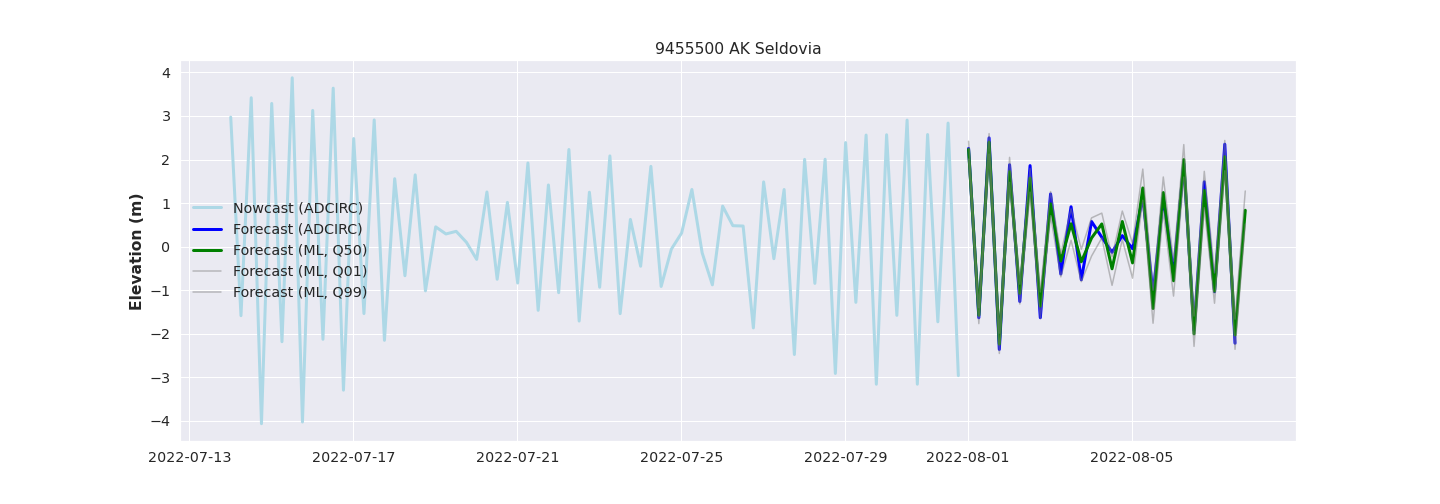 9455500 AK Seldovia
4
3
2
1
0
−1
−2
−3
−4
Elevation (m)
Nowcast (ADCIRC)
Forecast (ADCIRC)
Forecast (ML, Q50)
Forecast (ML, Q01)
Forecast (ML, Q99)
2022-07-13 2022-07-17 2022-07-21 2022-07-25 2022-07-29 2022-08-01 2022-08-05